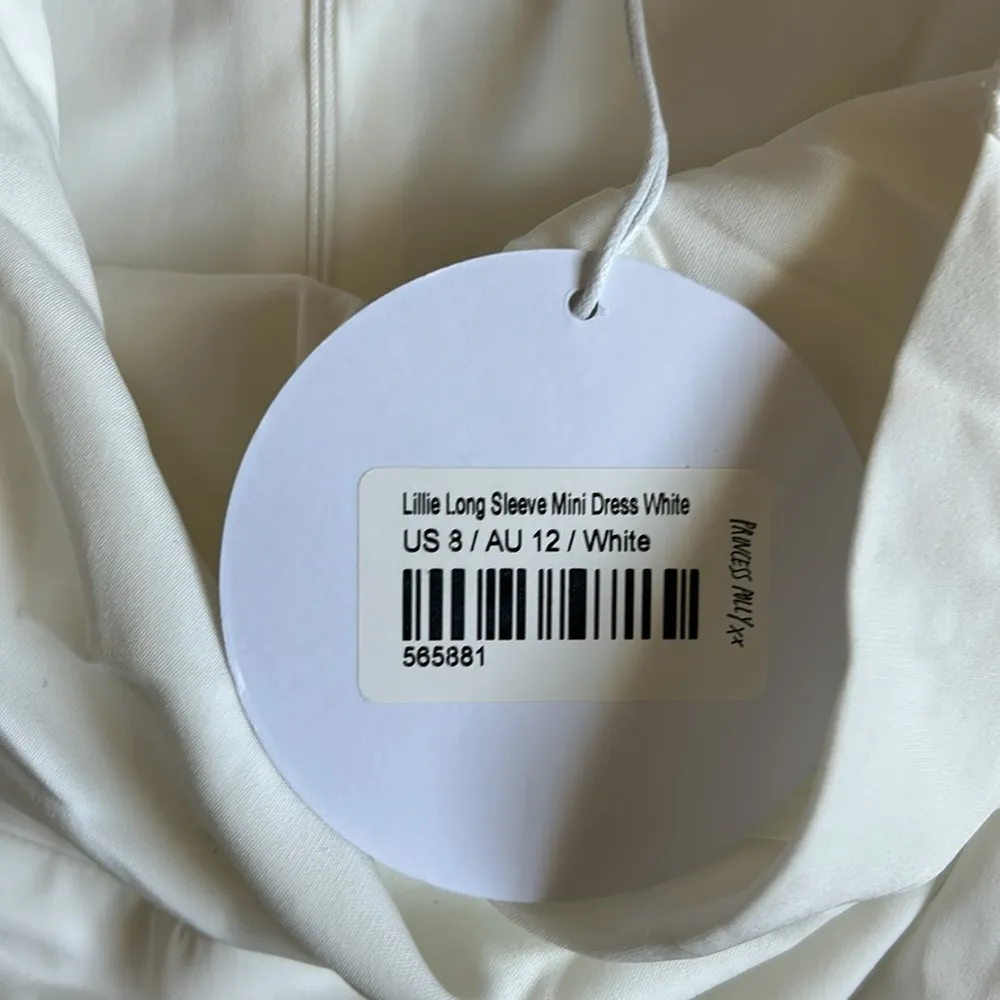 Lillie Long Sleeve Mini Dress White
US 8 / AU 12 / White
565881
PRINCESS POLLY xx